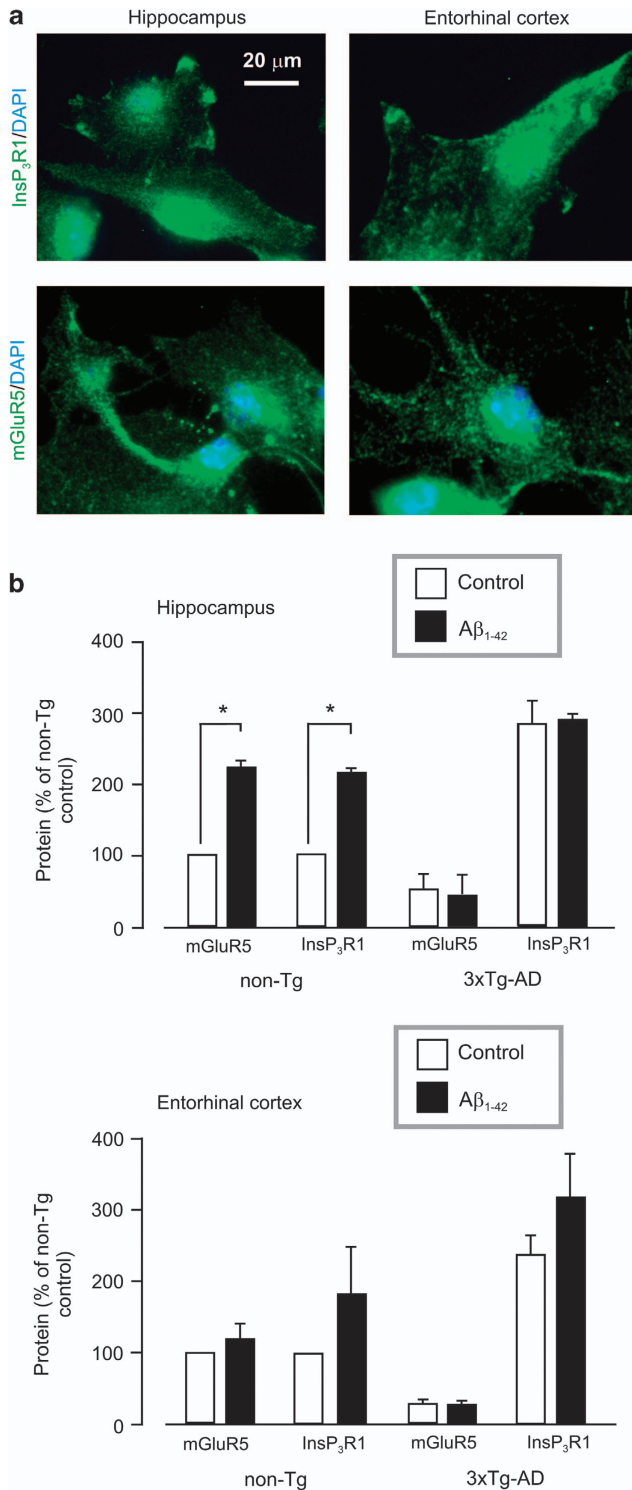 a
Hippocampus
Entorhinal cortex
20 μm
InsP₃R1/DAPI
mGluR5/DAPI
b
Control
Aβ₁₋₄₂
Hippocampus
Protein (% of non-Tg
control)
400
300
200
100
0
*
*
mGluR5 InsP₃R1 mGluR5 InsP₃R1
non-Tg 3xTg-AD
Control
Aβ₁₋₄₂
Entorhinal cortex
Protein (% of non-Tg
control)
400
300
200
100
0
mGluR5 InsP₃R1 mGluR5 InsP₃R1
non-Tg 3xTg-AD